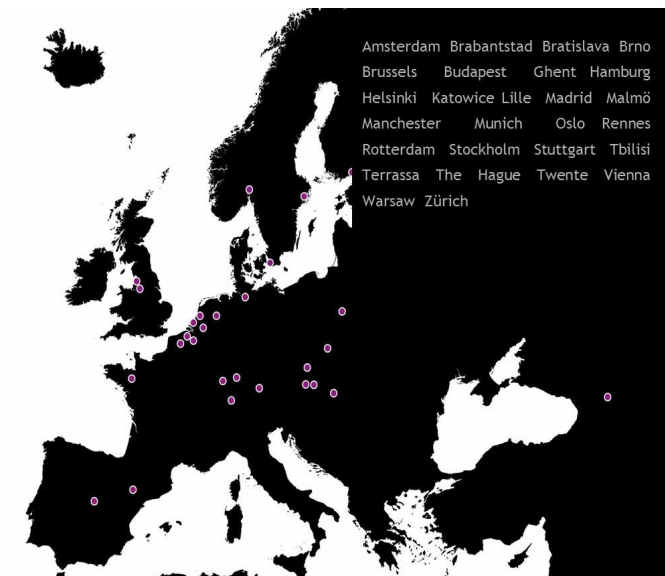 Amsterdam Brabantstad Bratislava Brno
Brussels Budapest Ghent Hamburg
Helsinki Katowice Lille Madrid Malmö
Manchester Munich Oslo Rennes
Rotterdam Stockholm Stuttgart Tbilisi
Terrassa The Hague Twente Vienna
Warsaw Zürich